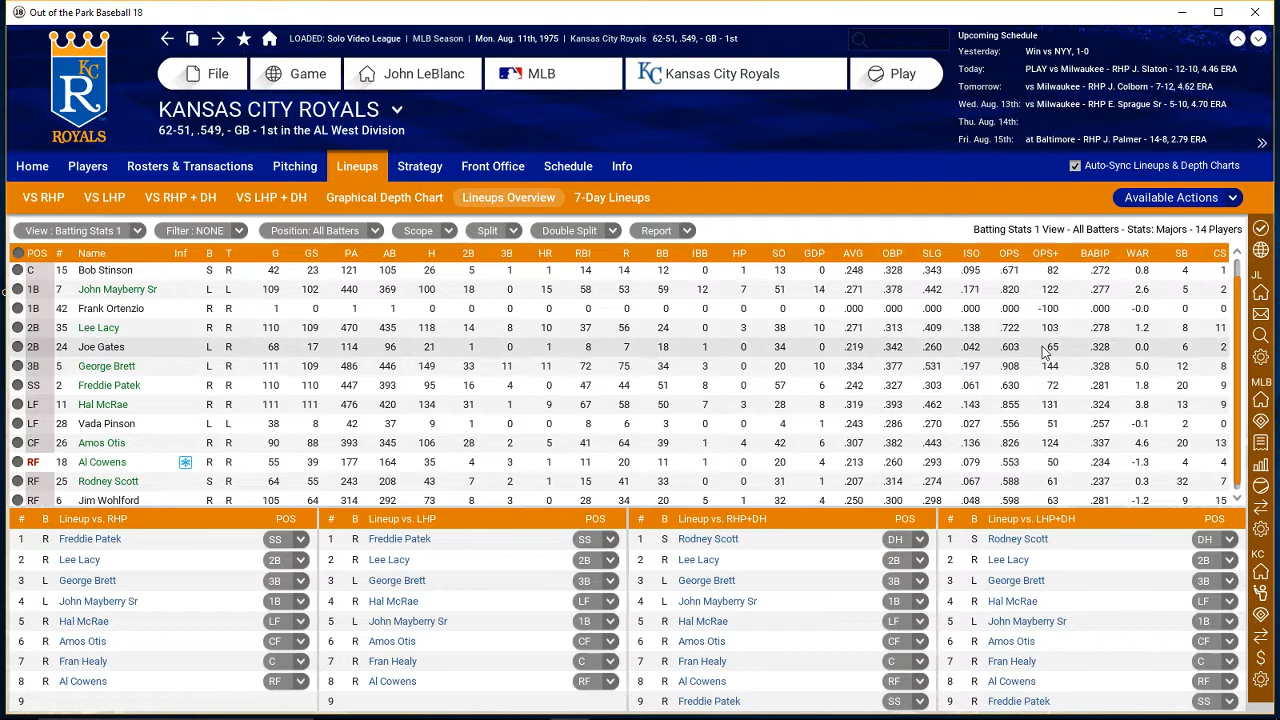 Out of the Park Baseball 18
LOADED: Solo Video League | MLB Season | Mon. Aug. 11th, 1975 | Kansas City Royals 62-51, .549, - GB - 1st
Upcoming Schedule
Yesterday: Win vs NYY, 1-0
Today: PLAY vs Milwaukee - RHP J. Slaton - 12-10, 4.46 ERA
Tomorrow: vs Milwaukee - RHP J. Colborn - 7-12, 4.62 ERA
Wed. Aug. 13th: vs Milwaukee - RHP E. Sprague Sr - 5-10, 4.70 ERA
Thu. Aug. 14th:
Fri. Aug. 15th: at Baltimore - RHP J. Palmer - 14-8, 2.79 ERA
File Game John LeBlanc MLB Kansas City Royals Play
KC R ROYALS
KANSAS CITY ROYALS
62-51, .549, - GB - 1st in the AL West Division
Home Players Rosters & Transactions Pitching Lineups Strategy Front Office Schedule Info Auto-Sync Lineups & Depth Charts
VS RHP VS LHP VS RHP + DH VS LHP + DH Graphical Depth Chart Lineups Overview 7-Day Lineups Available Actions
View : Batting Stats 1 Filter : NONE Position: All Batters Scope Split Double Split Report Batting Stats 1 View - All Batters - Stats: Majors - 14 Players
POS # Name Inf B T G GS PA AB H 2B 3B HR RBI R BB IBB HP SO GDP AVG OBP SLG ISO OPS OPS+ BABIP WAR SB CS
C 15 Bob Stinson S R 42 23 121 105 26 5 1 1 14 14 12 0 1 13 0 .248 .328 .343 .095 .671 82 .272 0.8 4 1
1B 7 John Mayberry Sr L L 109 102 440 369 100 18 0 15 58 53 59 12 7 51 14 .271 .378 .442 .171 .820 122 .277 2.6 5 2
1B 42 Frank Ortenzio R R 1 0 1 1 0 0 0 0 0 0 0 0 0 0 0 .000 .000 .000 .000 .000 -100 .000 -0.0 0 0
2B 35 Lee Lacy R R 110 109 470 435 118 14 8 10 37 56 24 0 3 38 10 .271 .313 .409 .138 .722 103 .278 1.2 8 11
2B 24 Joe Gates L R 68 17 114 96 21 1 0 1 8 7 18 1 0 34 2 .219 .342 .260 .042 .603 65 .328 0.0 6 2
3B 5 George Brett L R 111 109 486 446 149 33 11 11 72 75 34 3 0 20 10 .334 .377 .531 .197 .908 144 .328 5.0 12 8
SS 2 Freddie Patek R R 110 110 447 393 95 16 4 0 47 44 51 8 0 57 6 .242 .327 .303 .061 .630 72 .281 1.8 20 9
LF 11 Hal McRae R R 111 111 476 420 134 31 1 9 67 58 50 7 3 28 8 .319 .393 .462 .143 .855 131 .324 3.8 13 9
LF 28 Vada Pinson L L 38 8 42 37 9 1 0 0 8 6 3 0 0 4 0 .243 .286 .270 .027 .556 51 .257 -0.1 2 0
CF 26 Amos Otis R R 90 88 393 345 106 28 2 5 41 64 39 1 4 42 6 .307 .382 .443 .136 .826 124 .337 4.6 20 13
RF 18 Al Cowens R R 55 39 177 164 35 4 3 1 11 20 11 1 0 20 4 .213 .260 .293 .079 .553 50 .234 -1.3 4 4
RF 25 Rodney Scott S R 64 55 243 208 43 7 2 1 15 41 33 0 0 31 1 .207 .314 .274 .067 .588 61 .237 0.3 32 7
RF 6 Jim Wohlford R R 105 64 314 292 73 8 3 0 28 34 20 5 1 32 4 .250 .300 .298 .048 .598 63 .281 -1.2 9 15
# B Lineup vs. RHP POS # B Lineup vs. LHP POS # B Lineup vs. RHP+DH POS # B Lineup vs. LHP+DH POS
1 R Freddie Patek SS 1 R Freddie Patek SS 1 S Rodney Scott DH 1 S Rodney Scott DH
2 R Lee Lacy 2B 2 R Lee Lacy 2B 2 R Lee Lacy 2B 2 R Lee Lacy 2B
3 L George Brett 3B 3 L George Brett 3B 3 L George Brett 3B 3 L George Brett 3B
4 L John Mayberry Sr 1B 4 R Hal McRae LF 4 L John Mayberry Sr 1B 4 R Hal McRae LF
5 R Hal McRae LF 5 L John Mayberry Sr 1B 5 R Hal McRae LF 5 L John Mayberry Sr 1B
6 R Amos Otis CF 6 R Amos Otis CF 6 R Amos Otis CF 6 R Amos Otis CF
7 R Fran Healy C 7 R Fran Healy C 7 R Fran Healy C 7 R Fran Healy C
8 R Al Cowens RF 8 R Al Cowens RF 8 R Al Cowens RF 8 R Al Cowens RF
9 9 9 R Freddie Patek SS 9 R Freddie Patek SS
JL
MLB
KC